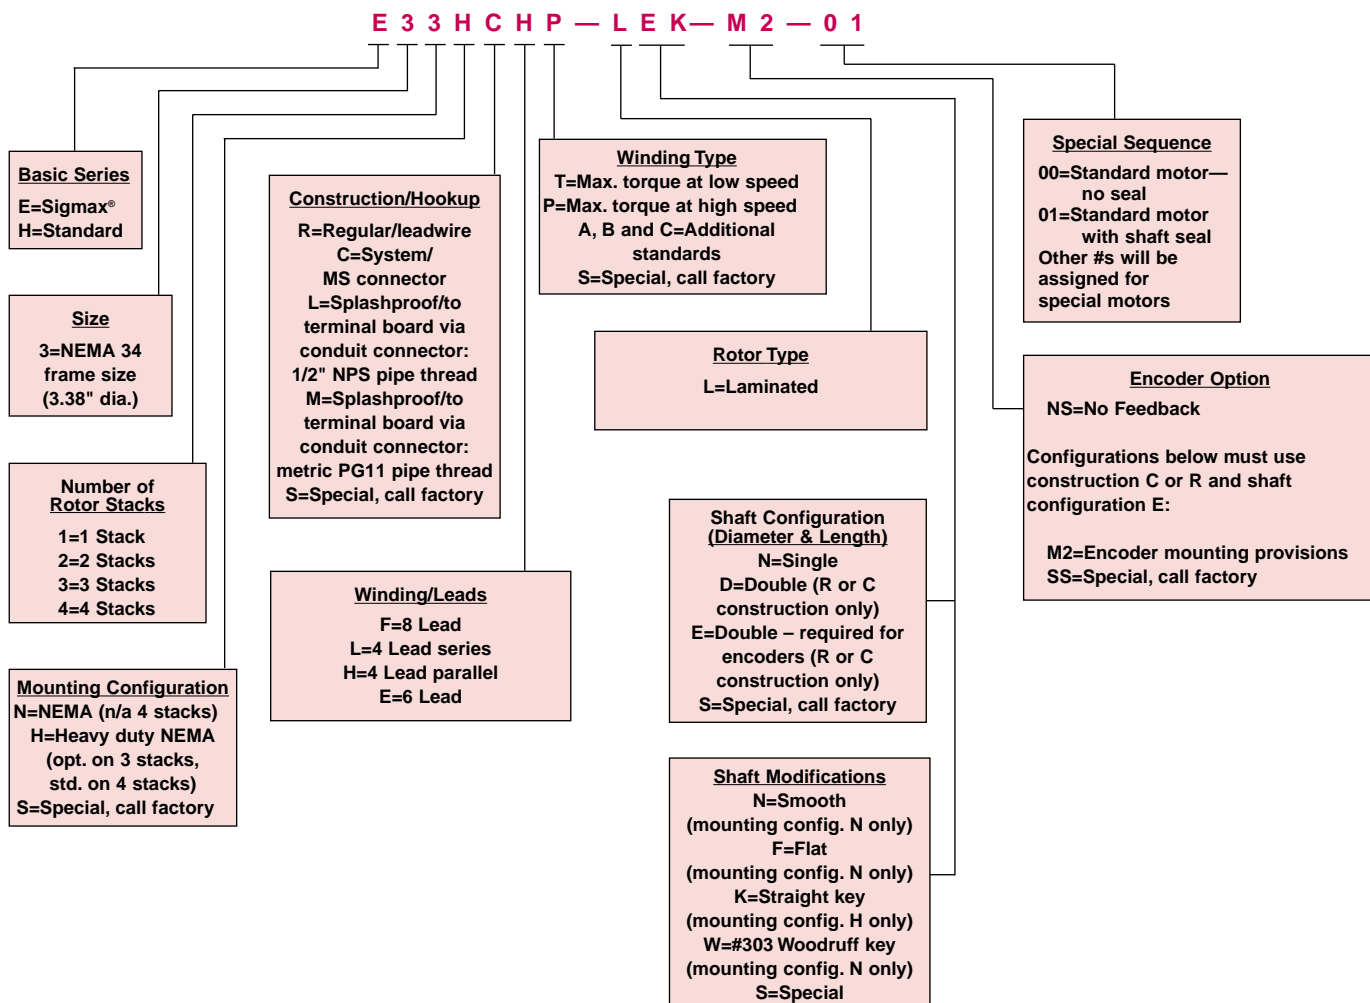 E 3 3 H C H P — L E K — M 2 — 0 1
Basic Series
E=Sigmax®
H=Standard
Size
3=NEMA 34
frame size
(3.38" dia.)
Number of
Rotor Stacks
1=1 Stack
2=2 Stacks
3=3 Stacks
4=4 Stacks
Mounting Configuration
N=NEMA (n/a 4 stacks)
H=Heavy duty NEMA
(opt. on 3 stacks,
std. on 4 stacks)
S=Special, call factory
Construction/Hookup
R=Regular/leadwire
C=System/
MS connector
L=Splashproof/to
terminal board via
conduit connector:
1/2" NPS pipe thread
M=Splashproof/to
terminal board via
conduit connector:
metric PG11 pipe thread
S=Special, call factory
Winding/Leads
F=8 Lead
L=4 Lead series
H=4 Lead parallel
E=6 Lead
Winding Type
T=Max. torque at low speed
P=Max. torque at high speed
A, B and C=Additional
standards
S=Special, call factory
Rotor Type
L=Laminated
Shaft Configuration
(Diameter & Length)
N=Single
D=Double (R or C
construction only)
E=Double – required for
encoders (R or C
construction only)
S=Special, call factory
Shaft Modifications
N=Smooth
(mounting config. N only)
F=Flat
(mounting config. N only)
K=Straight key
(mounting config. H only)
W=#303 Woodruff key
(mounting config. N only)
S=Special
Special Sequence
00=Standard motor—
no seal
01=Standard motor
with shaft seal
Other #s will be
assigned for
special motors
Encoder Option
NS=No Feedback
Configurations below must use
construction C or R and shaft
configuration E:
M2=Encoder mounting provisions
SS=Special, call factory